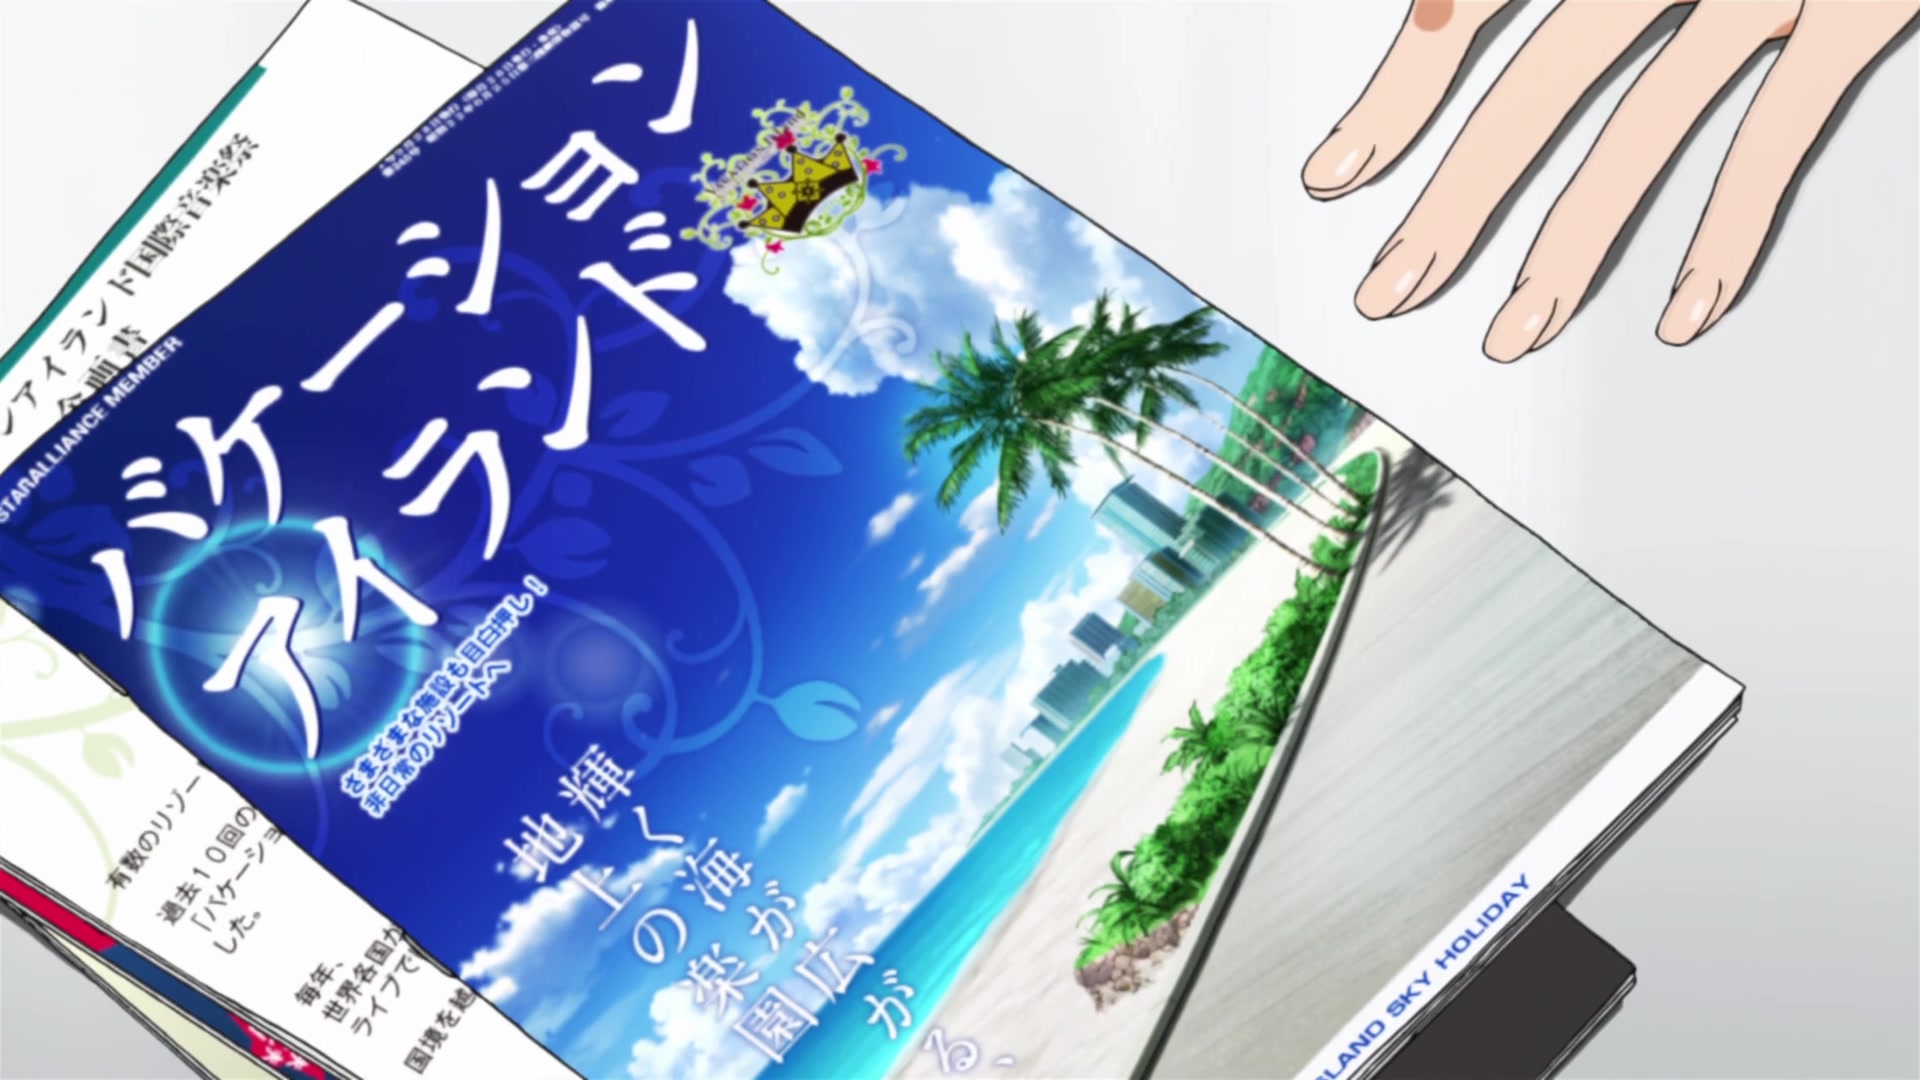 バケーション
アイランド
さまざまな施設も目白押し！
非日常のリゾートへ
輝く海が広がる、
地上の楽園
STARALLIANCE MEMBER
LAND SKY HOLIDAY
ンアイランド国際音楽祭
企画書
有数のリゾー
過去１０回の
「バケーショ
した。
毎年、
世界各国か
ライブで
国境を越